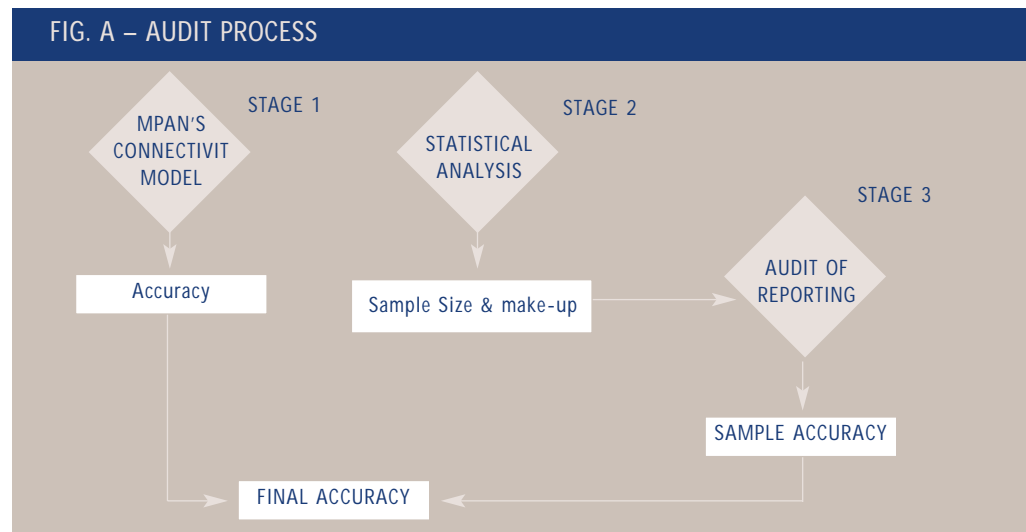 FIG. A – AUDIT PROCESS
STAGE 1
MPAN'S
CONNECTIVIT
MODEL
STAGE 2
STATISTICAL
ANALYSIS
STAGE 3
AUDIT OF
REPORTING
Accuracy
Sample Size & make-up
SAMPLE ACCURACY
FINAL ACCURACY